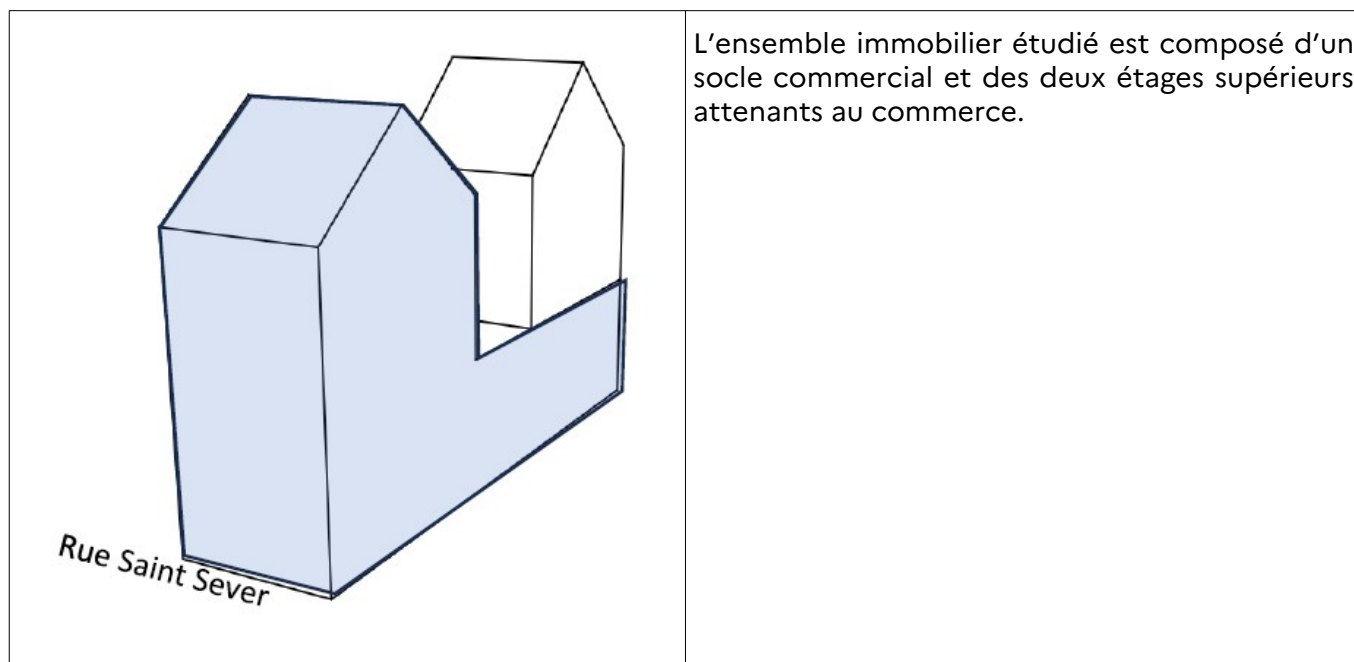 L’ensemble immobilier étudié est composé d’un
socle commercial et des deux étages supérieurs
attenants au commerce.
Rue Saint Sever